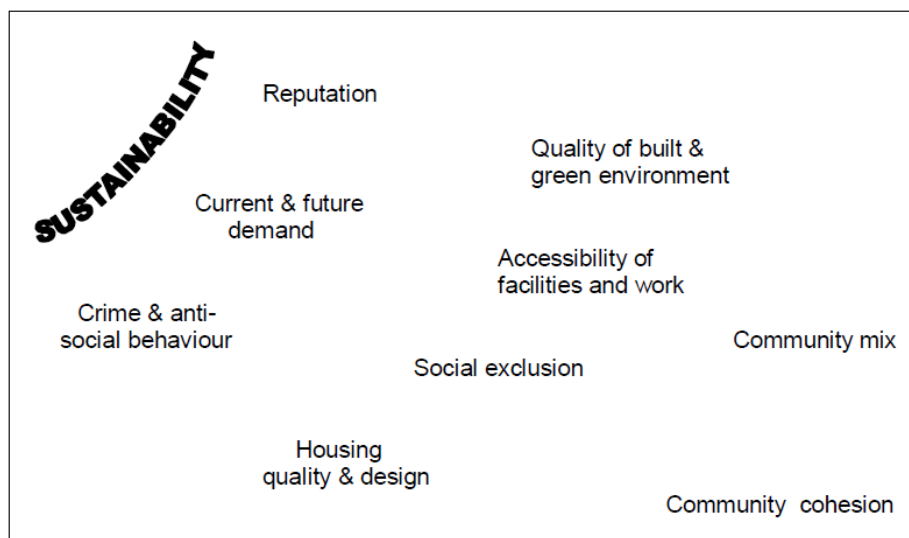 SUSTAINABILITY
Reputation
Quality of built &
green environment
Current & future
demand
Accessibility of
facilities and work
Crime & anti-
social behaviour
Community mix
Social exclusion
Housing
quality & design
Community cohesion